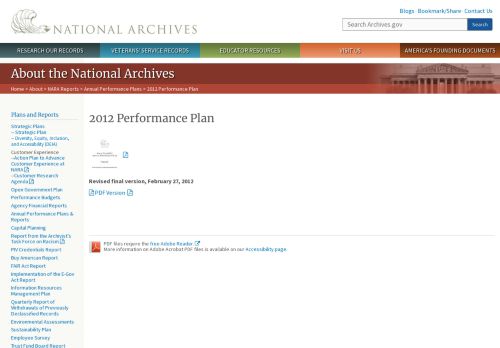 NATIONAL ARCHIVES
Blogs · Bookmark/Share · Contact Us
Search Archives.gov
Search
RESEARCH OUR RECORDS
VETERANS' SERVICE RECORDS
EDUCATOR RESOURCES
VISIT US
AMERICA'S FOUNDING DOCUMENTS
About the National Archives
Home > About > NARA Reports > Annual Performance Plans > 2012 Performance Plan
Plans and Reports
Strategic Plans
– Strategic Plan
– Diversity, Equity, Inclusion,
and Accessibility (DEIA)
Customer Experience
–Action Plan to Advance
Customer Experience at
NARA
–Customer Research
Agenda
Open Government Plan
Performance Budgets
Agency Financial Reports
Annual Performance Plans &
Reports
Capital Planning
Report from the Archivist's
Task Force on Racism
PIV Credentials Report
Buy American Report
FAIR Act Report
Implementation of the E-Gov
Act Report
Information Resources
Management Plan
Quarterly Report of
Withdrawals of Previously
Declassified Records
Environmental Assessments
Sustainability Plan
Employee Survey
Trust Fund Board Report
2012 Performance Plan
Revised final version, February 27, 2012
PDF Version
PDF files require the free Adobe Reader.
More information on Adobe Acrobat PDF files is available on our Accessibility page.